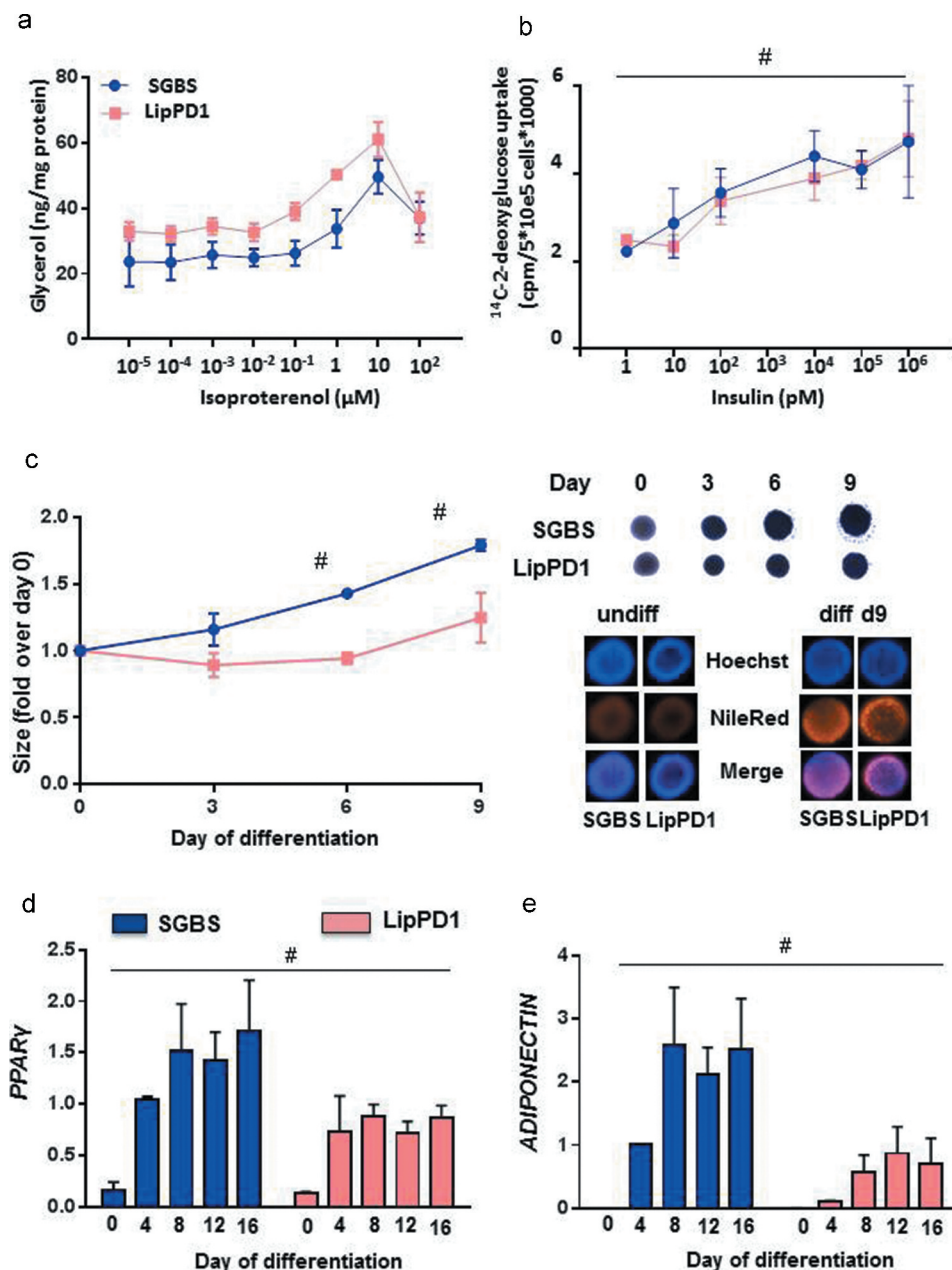 a
SGBS
LipPD1
Glycerol (ng/mg protein)
80
60
40
20
0
10-5 10-4 10-3 10-2 10-1 1 10 102
Isoproterenol (µM)
b
#
14C-2-deoxyglucose uptake
(cpm/5*10e5 cells*1000)
6
4
2
0
1 10 102 103 104 105 106
Insulin (pM)
c
#
#
Size (fold over day 0)
2.0
1.5
1.0
0.5
0.0
0 3 6 9
Day of differentiation
Day 0 3 6 9
SGBS
LipPD1
undiff diff d9
Hoechst
NileRed
Merge
SGBS LipPD1 SGBS LipPD1
d
SGBS LipPD1
#
PPARγ
2.5
2.0
1.5
1.0
0.5
0.0
0 4 8 12 16 0 4 8 12 16
Day of differentiation
e
#
ADIPONECTIN
4
3
2
1
0
0 4 8 12 16 0 4 8 12 16
Day of differentiation